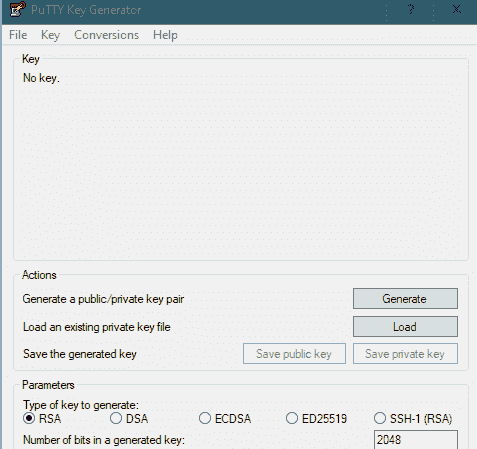 PuTTY Key Generator ? ×
File Key Conversions Help
Key
No key.
Actions
Generate a public/private key pair Generate
Load an existing private key file Load
Save the generated key Save public key Save private key
Parameters
Type of key to generate:
RSA DSA ECDSA ED25519 SSH-1 (RSA)
Number of bits in a generated key: 2048